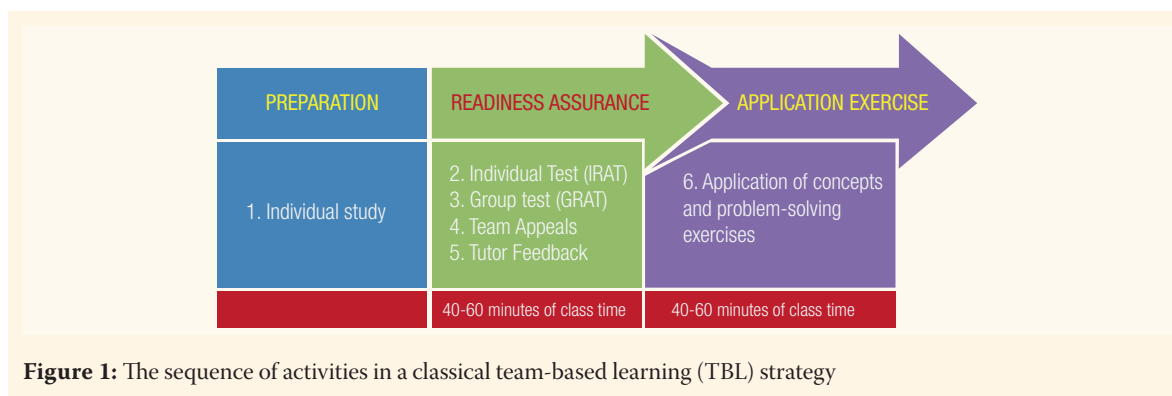 PREPARATION
READINESS ASSURANCE
APPLICATION EXERCISE
1. Individual study
2. Individual Test (IRAT)
3. Group test (GRAT)
4. Team Appeals
5. Tutor Feedback
6. Application of concepts
and problem-solving
exercises
40-60 minutes of class time
40-60 minutes of class time
Figure 1: The sequence of activities in a classical team-based learning (TBL) strategy